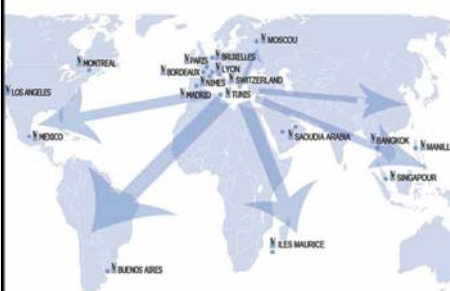 MOSCOU
MONTREAL
PARIS
BRUXELLES
BORDEAUX
LYON
NIMES
SWITZERLAND
LOS ANGELES
MADRID
TUNIS
MEXICO
SAOUDIA ARABIA
BANGKOK
MANILL
SINGAPOUR
ILES MAURICE
BUENOS AIRES